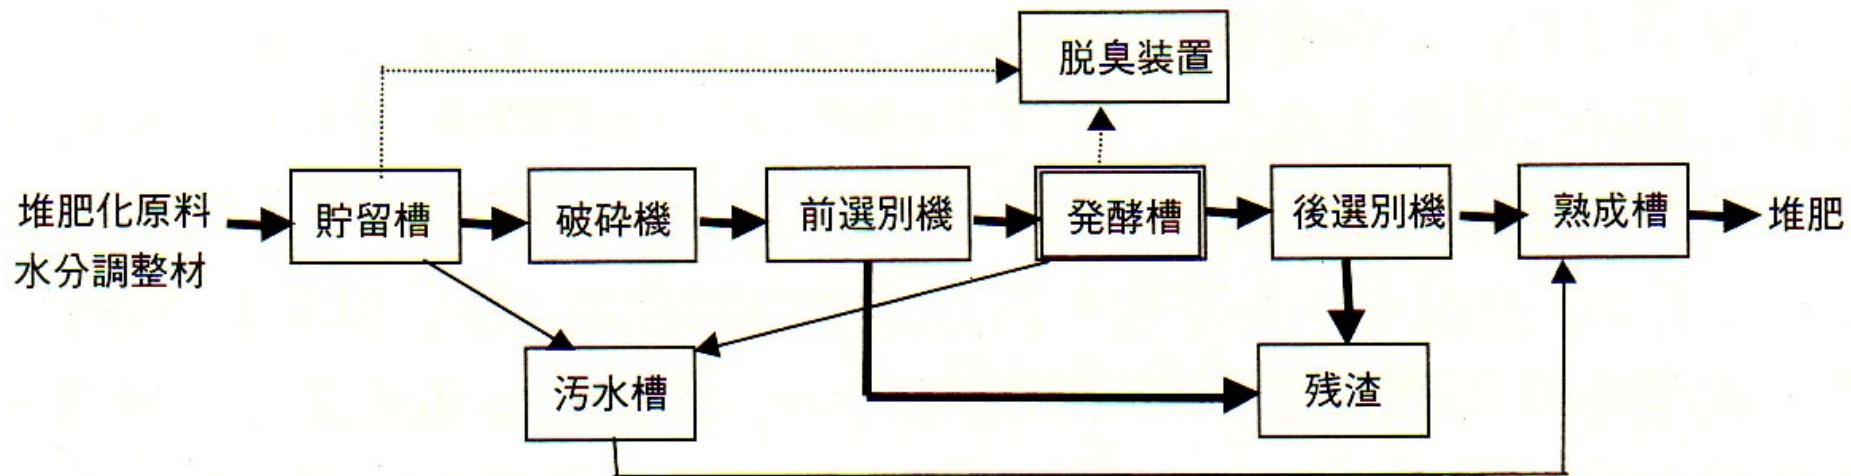 脱臭装置
堆肥化原料
水分調整材
貯留槽
破砕機
前選別機
発酵槽
後選別機
熟成槽
堆肥
汚水槽
残渣